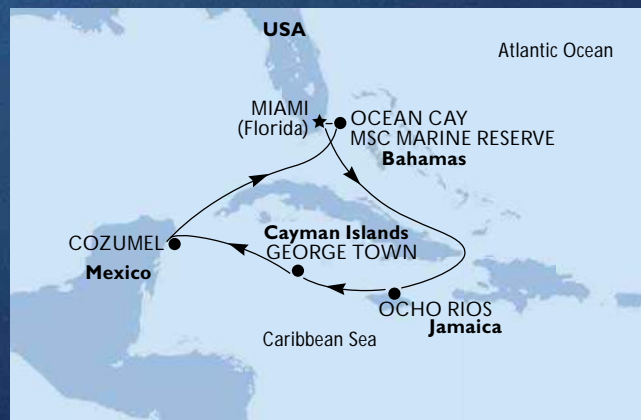 USA
Atlantic Ocean
MIAMI
(Florida)
OCEAN CAY
MSC MARINE RESERVE
Bahamas
Cayman Islands
GEORGE TOWN
COZUMEL
Mexico
OCHO RIOS
Jamaica
Caribbean Sea